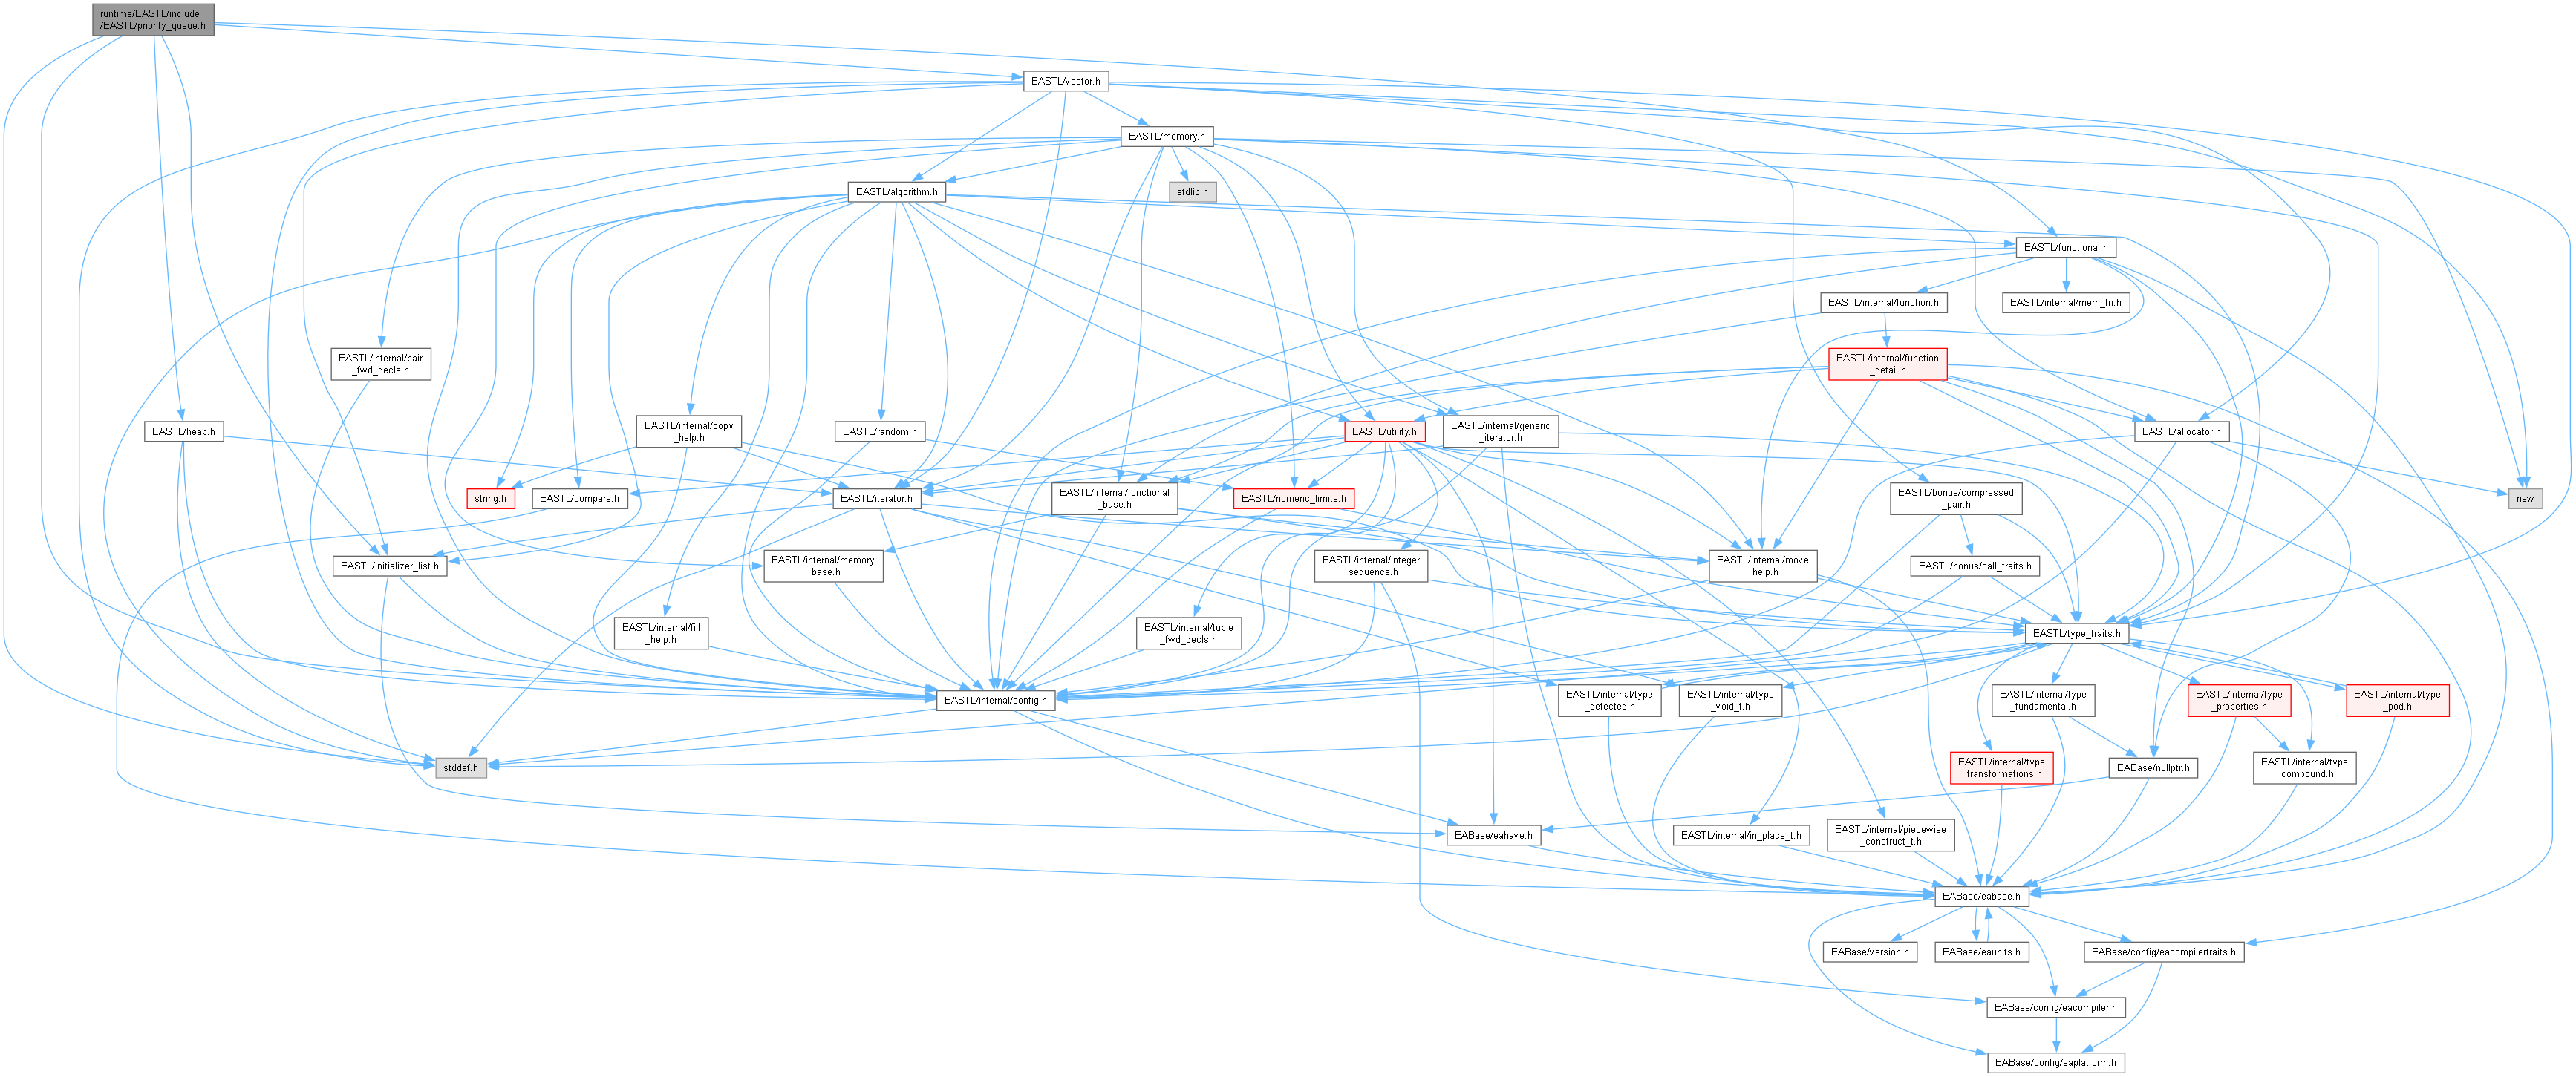 runtime/EASTL/include
/EASTL/priority_queue.h
EASTL/vector.h
EASTL/memory.h
EASTL/algorithm.h
stdlib.h
EASTL/functional.h
EASTL/internal/function.h
EASTL/internal/mem_fn.h
EASTL/internal/pair
_fwd_decls.h
EASTL/internal/function
_detail.h
EASTL/heap.h
EASTL/internal/copy
_help.h
EASTL/random.h
EASTL/utility.h
EASTL/internal/generic
_iterator.h
EASTL/allocator.h
string.h
EASTL/compare.h
EASTL/iterator.h
EASTL/internal/functional
_base.h
EASTL/numeric_limits.h
EASTL/bonus/compressed
_pair.h
new
EASTL/initializer_list.h
EASTL/internal/memory
_base.h
EASTL/internal/integer
_sequence.h
EASTL/internal/move
_help.h
EASTL/bonus/call_traits.h
EASTL/internal/fill
_help.h
EASTL/internal/tuple
_fwd_decls.h
EASTL/type_traits.h
EASTL/internal/config.h
EASTL/internal/type
_detected.h
EASTL/internal/type
_void_t.h
EASTL/internal/type
_fundamental.h
EASTL/internal/type
_properties.h
EASTL/internal/type
_pod.h
stddef.h
EASTL/internal/type
_transformations.h
EABase/nullptr.h
EASTL/internal/type
_compound.h
EABase/eahave.h
EASTL/internal/in_place_t.h
EASTL/internal/piecewise
_construct_t.h
EABase/eabase.h
EABase/version.h
EABase/eaunits.h
EABase/config/eacompilertraits.h
EABase/config/eacompiler.h
EABase/config/eaplatform.h